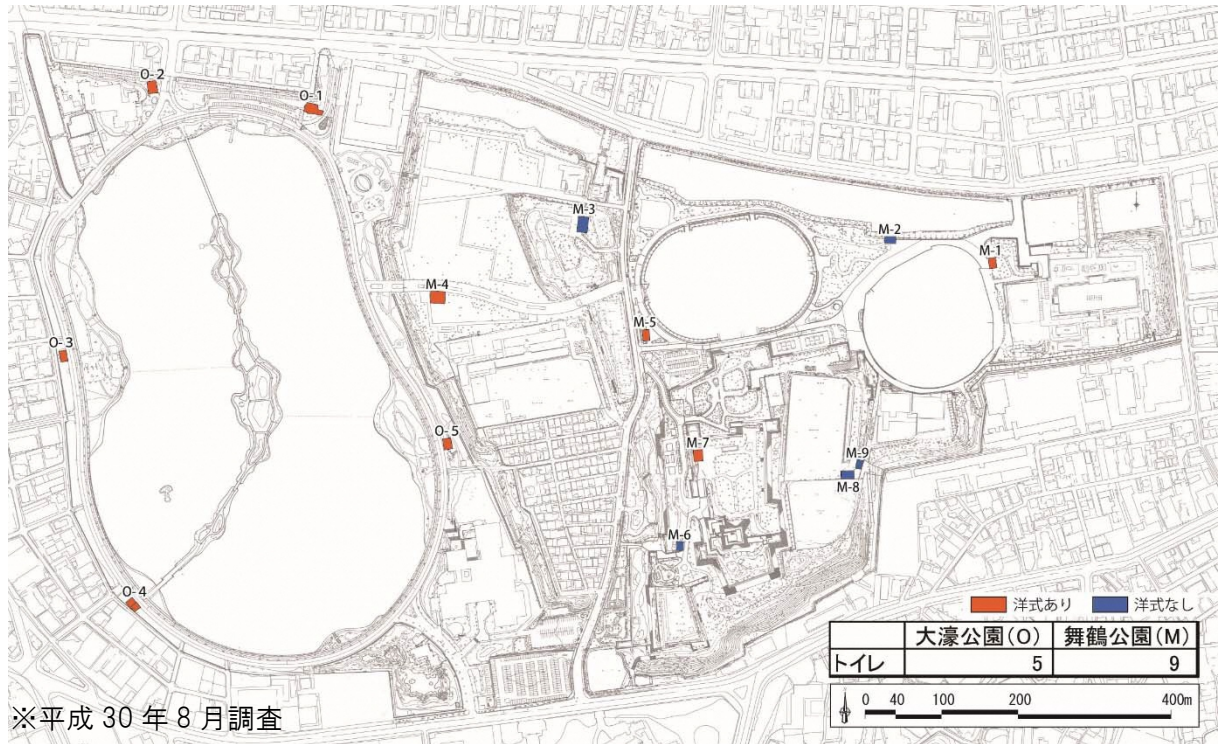 O-2
O-1
M-3
M-2
M-1
M-4
M-5
O-3
O-5
M-7
M-9
M-8
M-6
O-4
洋式あり 洋式なし
大濠公園(O) 舞鶴公園(M)
トイレ 5 9
0 40 100 200 400m
※平成 30 年 8 月調査